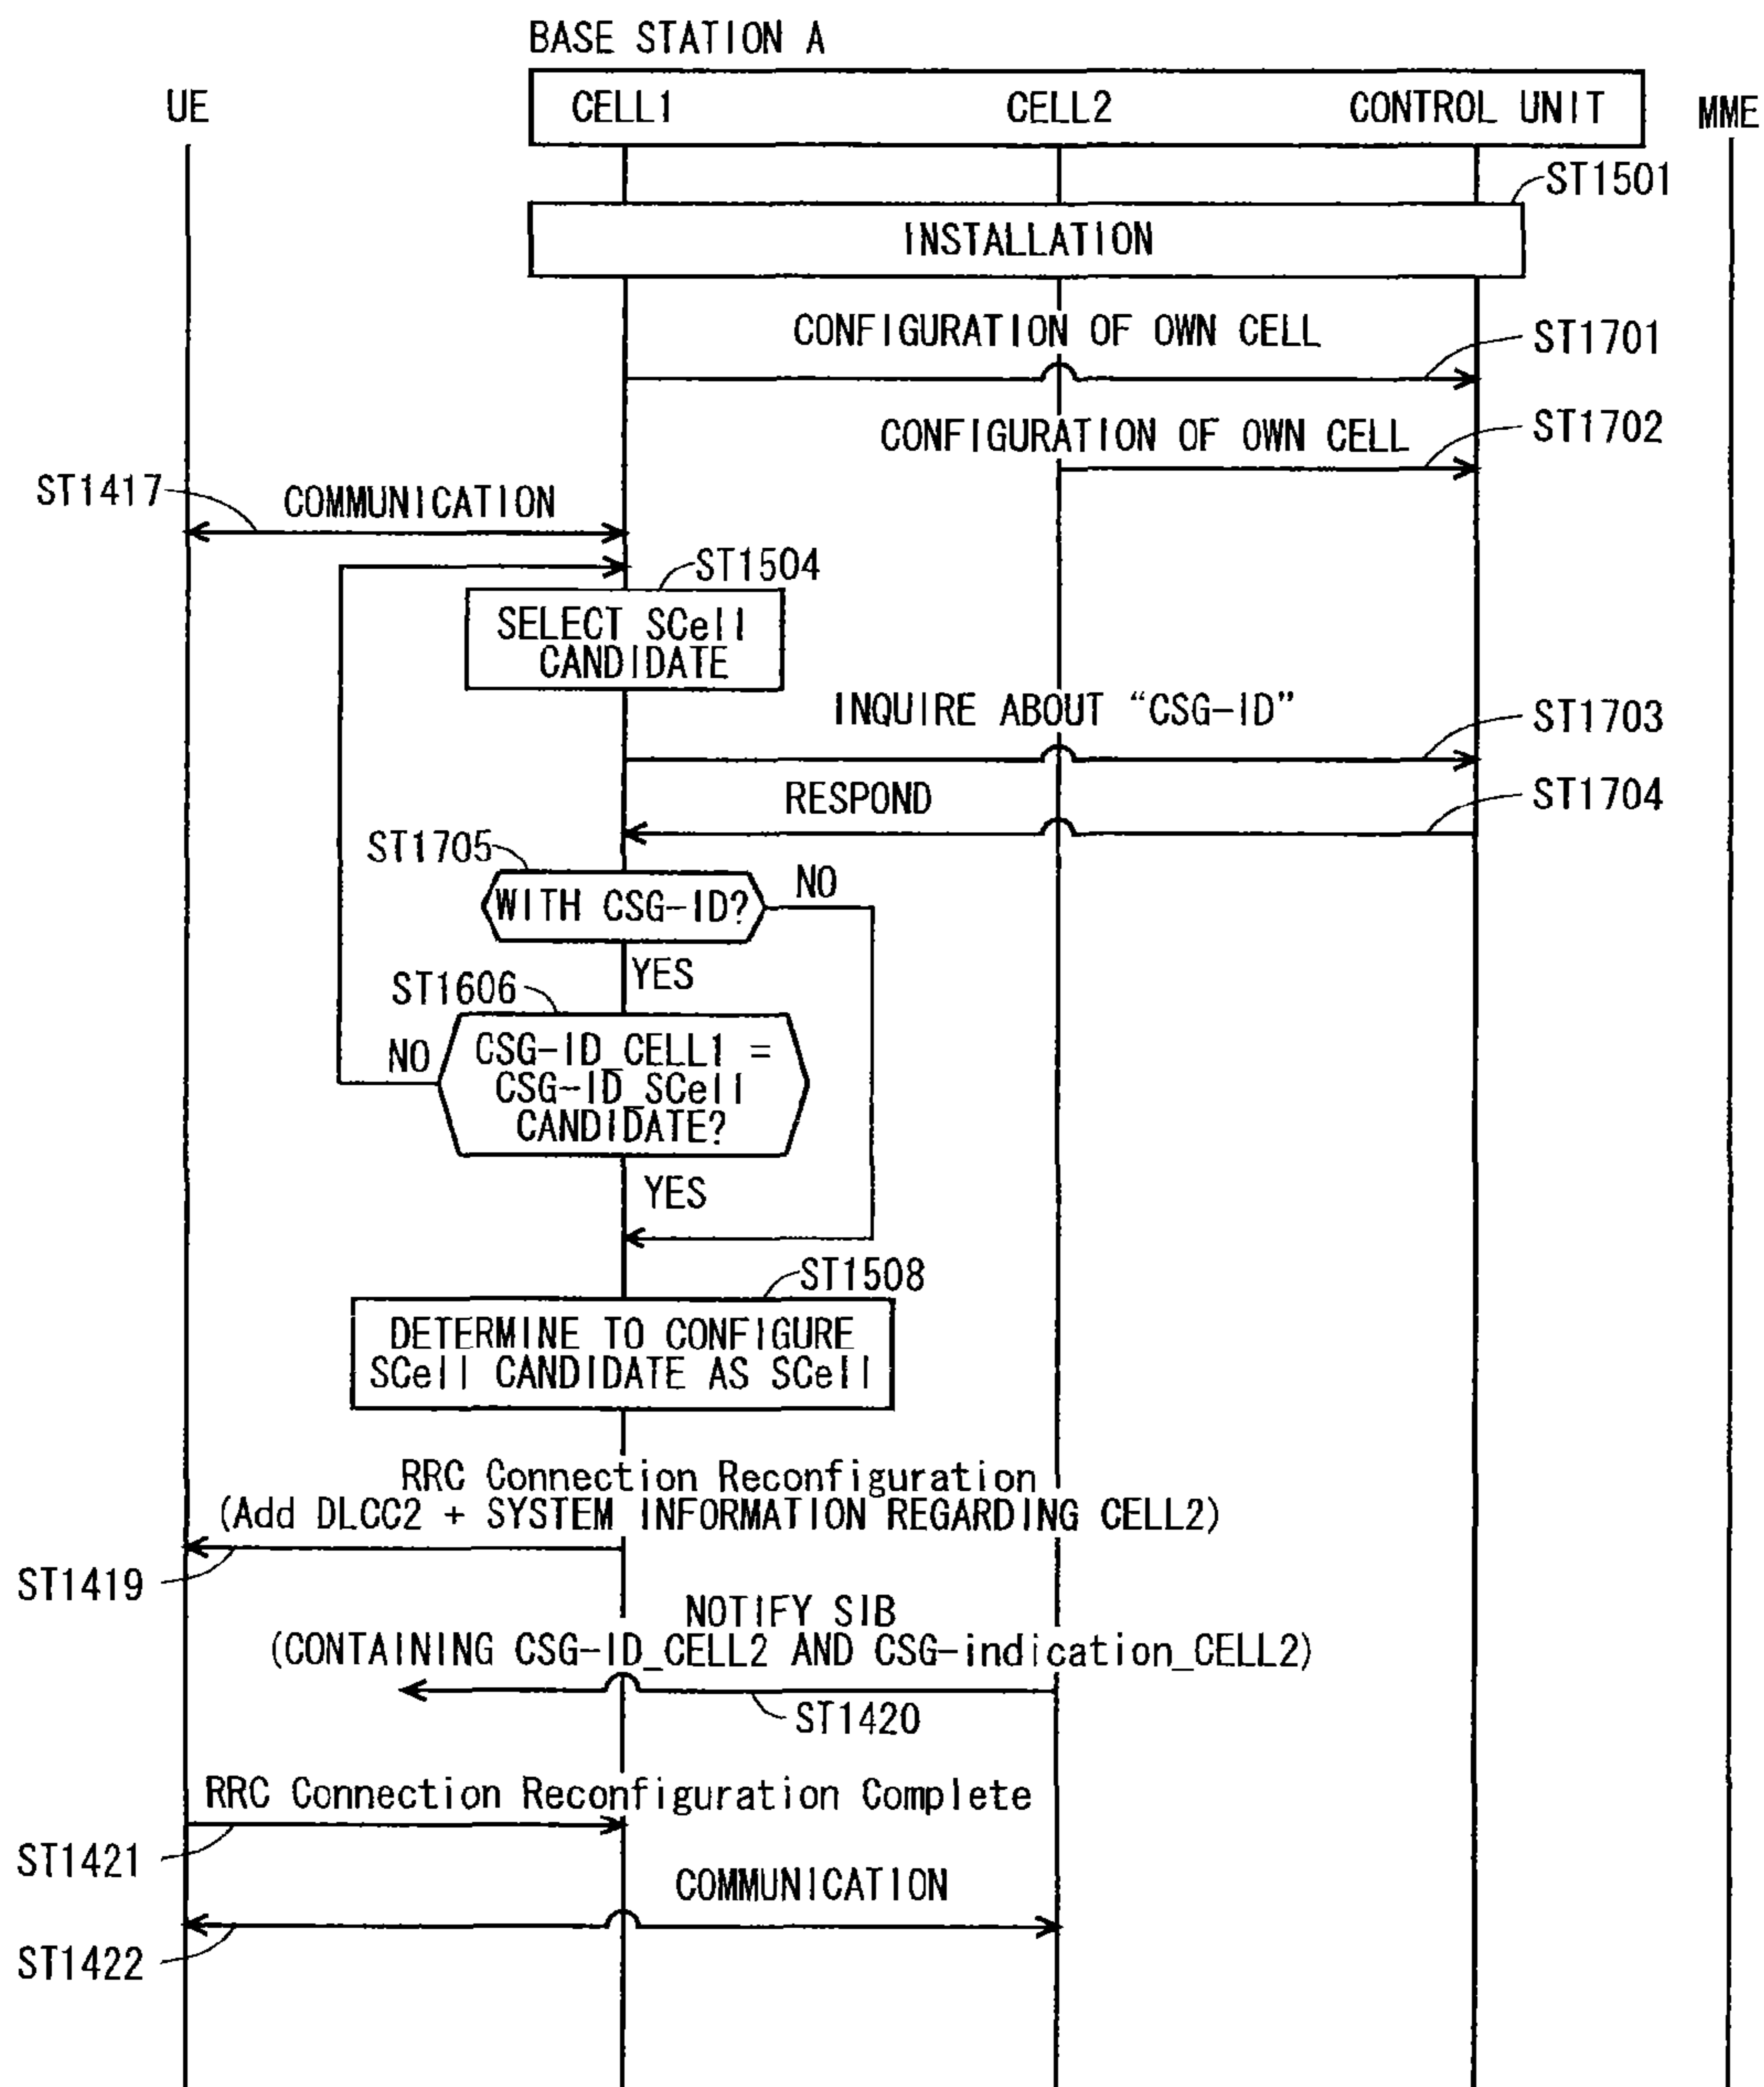 BASE STATION A
UE
CELL1
CELL2
CONTROL UNIT
MME
ST1501
INSTALLATION
CONFIGURATION OF OWN CELL
ST1701
CONFIGURATION OF OWN CELL
ST1702
ST1417
COMMUNICATION
ST1504
SELECT SCell
CANDIDATE
INQUIRE ABOUT “CSG-ID”
ST1703
RESPOND
ST1704
ST1705
WITH CSG-ID?
NO
YES
ST1606
NO
CSG-ID_CELL1 =
CSG-ID_SCell
CANDIDATE?
YES
ST1508
DETERMINE TO CONFIGURE
SCell CANDIDATE AS SCell
RRC Connection Reconfiguration
(Add DLCC2 + SYSTEM INFORMATION REGARDING CELL2)
ST1419
NOTIFY SIB
(CONTAINING CSG-ID_CELL2 AND CSG-indication_CELL2)
ST1420
RRC Connection Reconfiguration Complete
ST1421
COMMUNICATION
ST1422